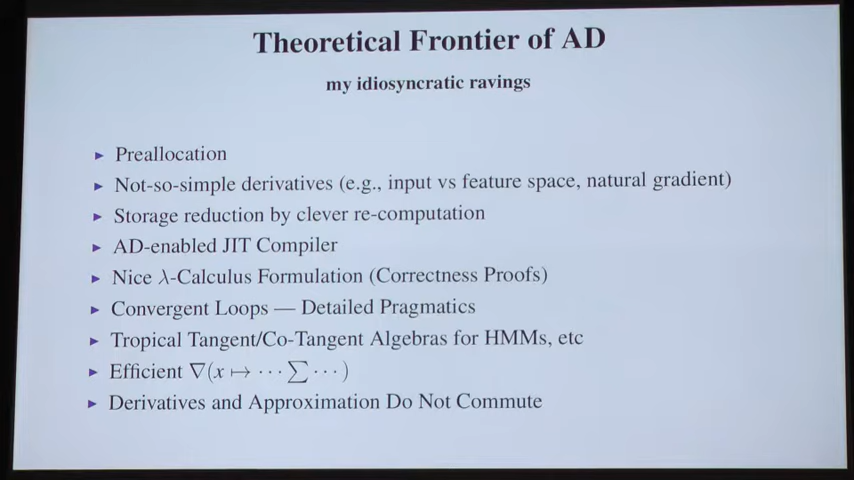 Theoretical Frontier of AD
my idiosyncratic ravings
▸ Preallocation
▸ Not-so-simple derivatives (e.g., input vs feature space, natural gradient)
▸ Storage reduction by clever re-computation
▸ AD-enabled JIT Compiler
▸ Nice λ-Calculus Formulation (Correctness Proofs)
▸ Convergent Loops — Detailed Pragmatics
▸ Tropical Tangent/Co-Tangent Algebras for HMMs, etc
▸ Efficient ∇(x ↦ ⋯ ∑ ⋯)
▸ Derivatives and Approximation Do Not Commute